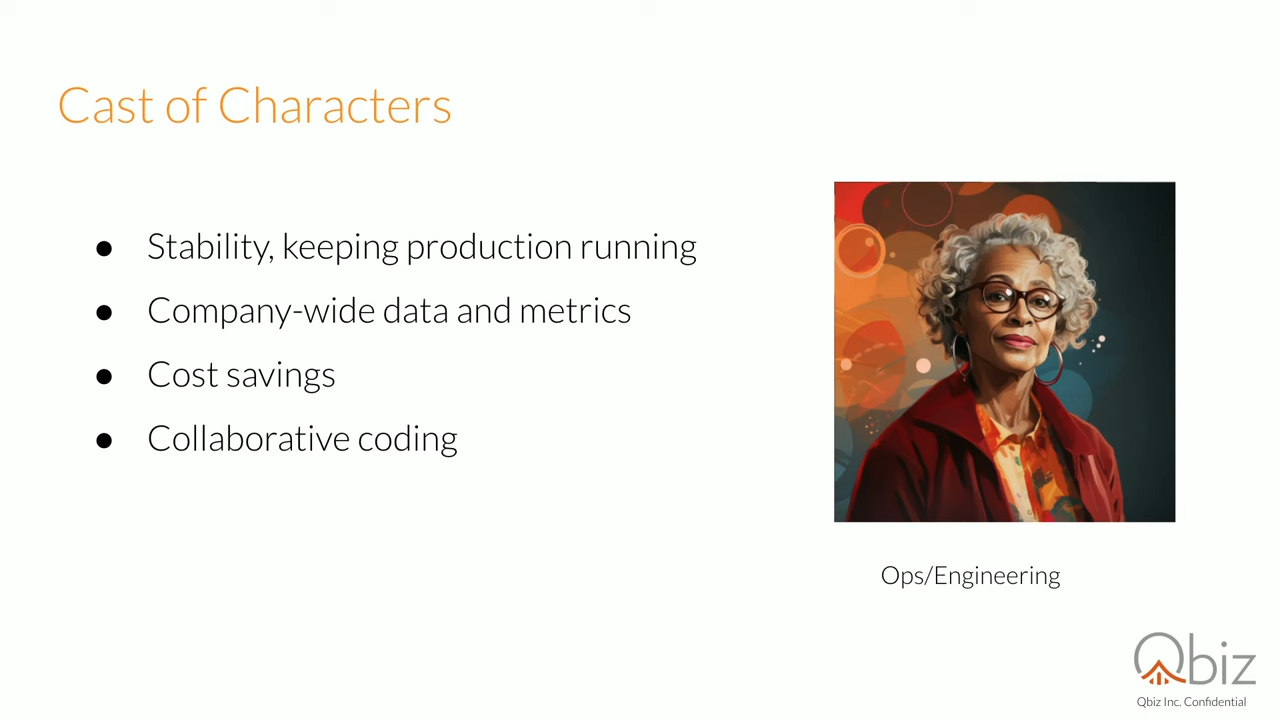 Cast of Characters
● Stability, keeping production running
● Company-wide data and metrics
● Cost savings
● Collaborative coding
Ops/Engineering
Qbiz
Qbiz Inc. Confidential